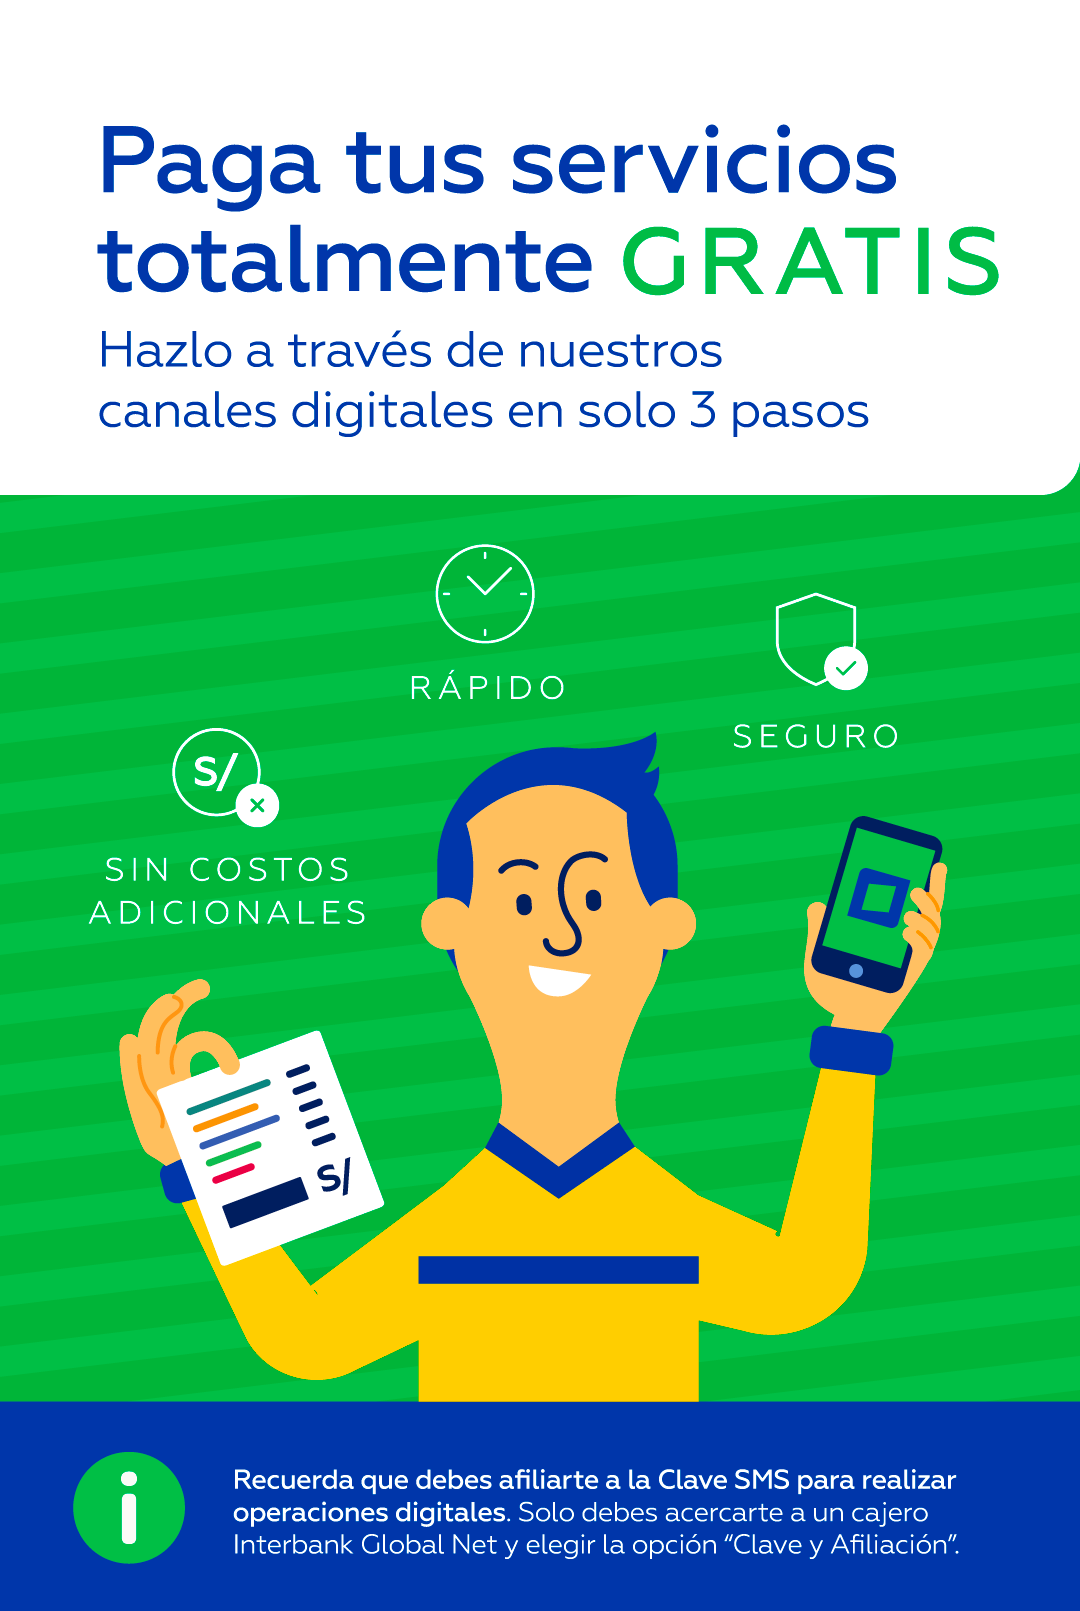 Paga tus servicios
totalmente GRATIS
Hazlo a través de nuestros
canales digitales en solo 3 pasos
RÁPIDO
SEGURO
S/
SIN COSTOS
ADICIONALES
S/
i
Recuerda que debes afiliarte a la Clave SMS para realizar
operaciones digitales. Solo debes acercarte a un cajero
Interbank Global Net y elegir la opción “Clave y Afiliación”.